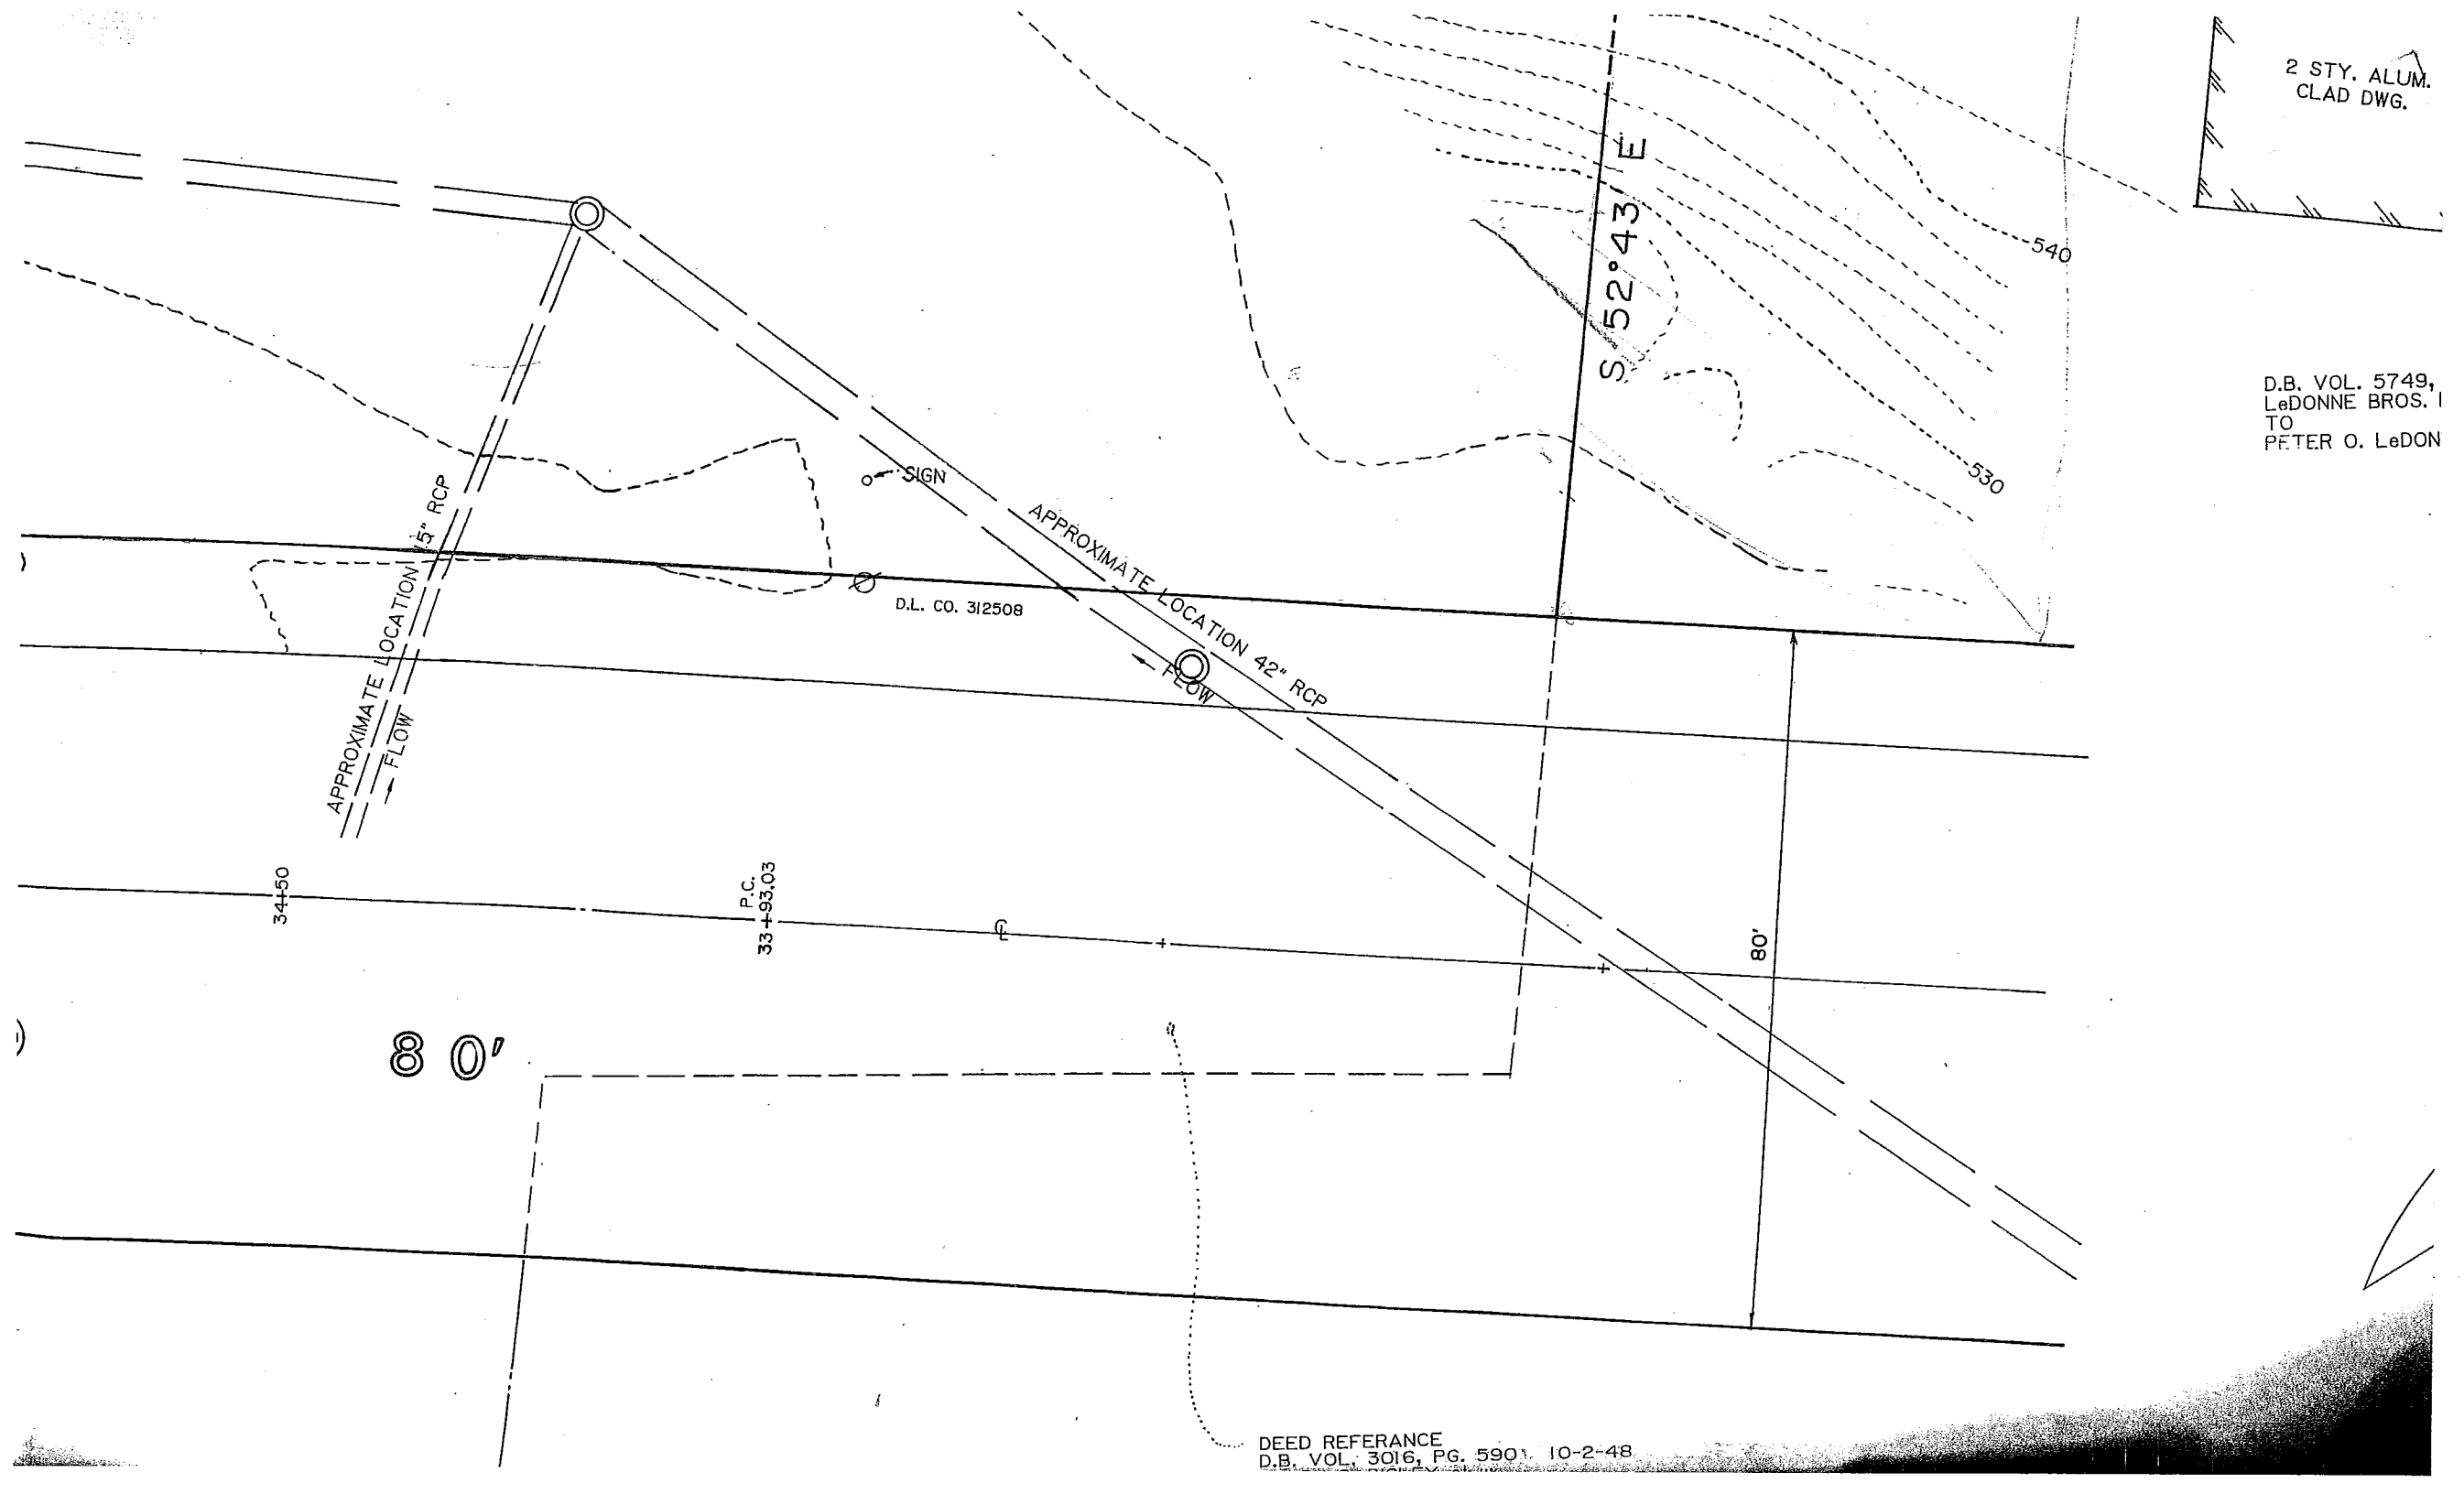 2 STY. ALUM.
CLAD DWG.
S 52°43' E
540
530
D.B. VOL. 5749,
LeDONNE BROS.
TO
PETER O. LeDON
SIGN
APPROXIMATE LOCATION 15" RCP
FLOW
APPROXIMATE LOCATION 42" RCP
FLOW
D.L. CO. 312508
34+50
P.C.
33+93.03
℄
80'
80'
DEED REFERANCE
D.B. VOL. 3016, PG. 590 10-2-48